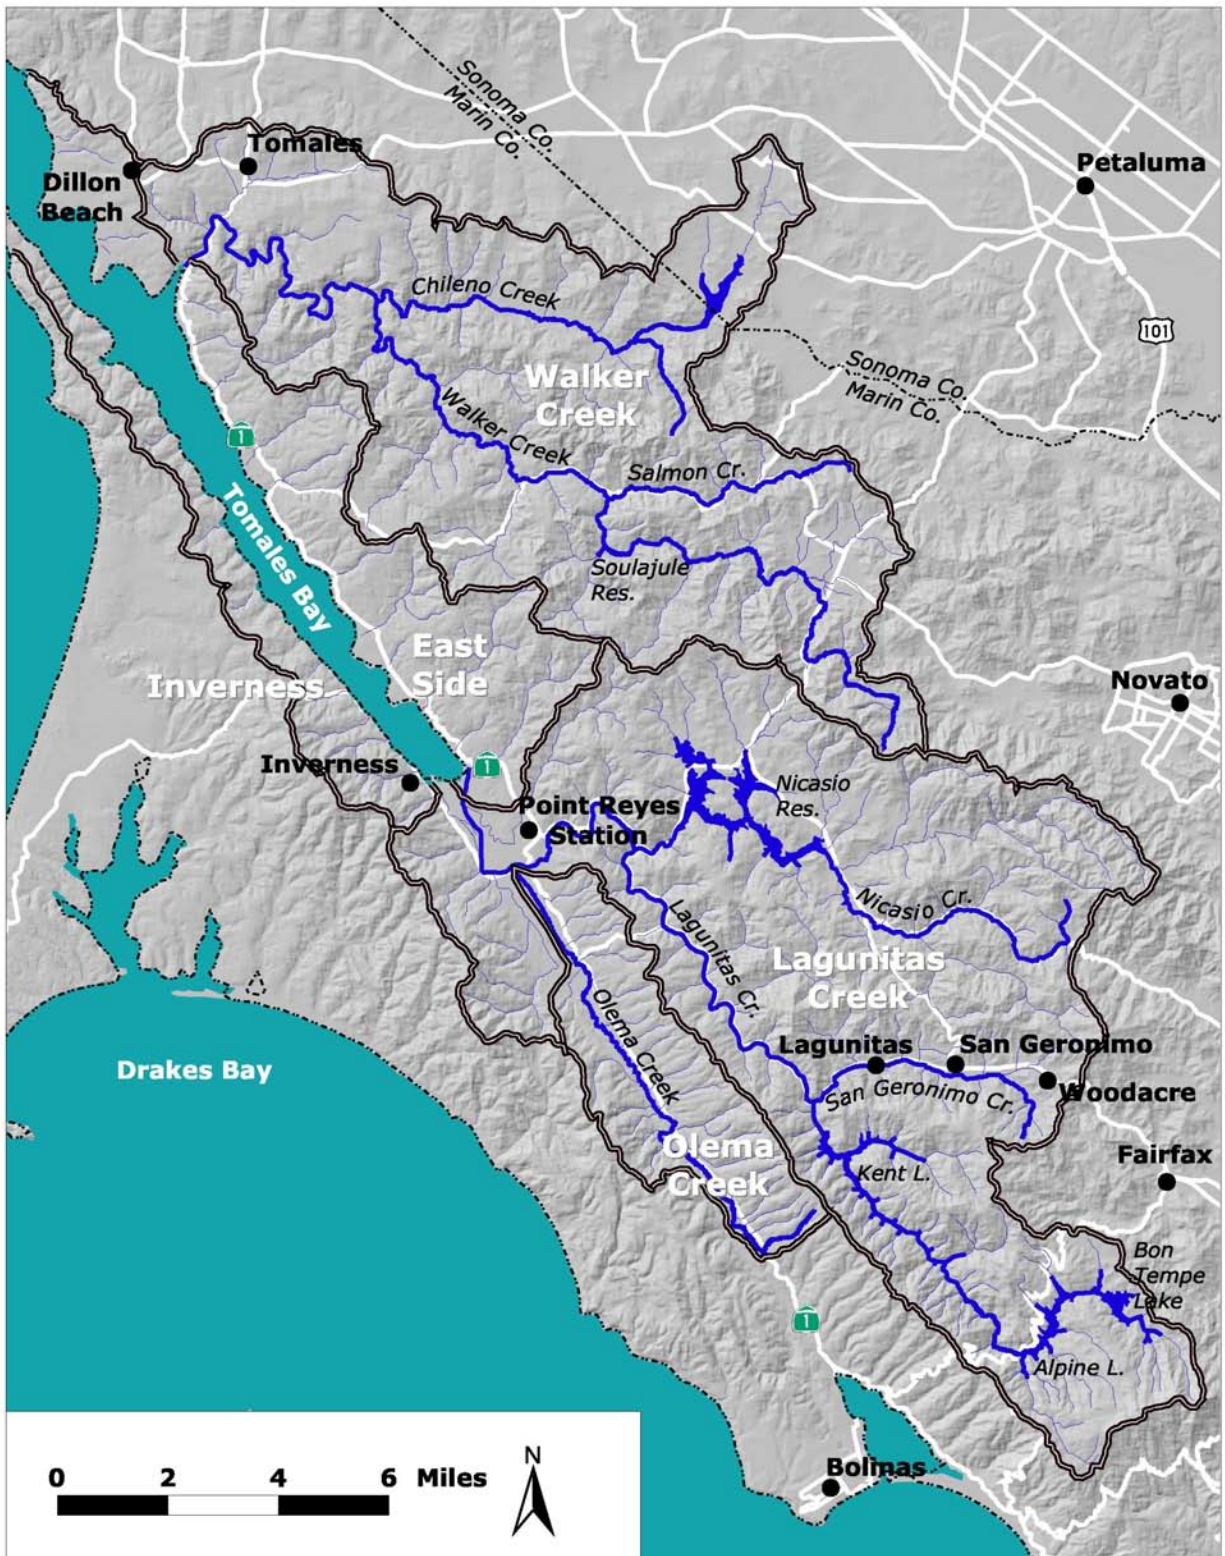 Sonoma Co.
Marin Co.
Tomales
Dillon
Beach
Petaluma
Chileno Creek
101
Walker
Creek
Sonoma Co.
Marin Co.
1
Walker Creek
Salmon Cr.
Tomales Bay
Soulajule
Res.
East
Side
Inverness
Novato
Inverness
1
Nicasio
Res.
Point Reyes
Station
Nicasio Cr.
Lagunitas Cr.
Lagunitas
Creek
Olema Creek
Lagunitas
San Geronimo
Drakes Bay
San Geronimo Cr.
Woodacre
Olema
Creek
Kent L.
Fairfax
Bon
Tempe
Lake
1
Alpine L.
Bolinas
0 2 4 6 Miles
N